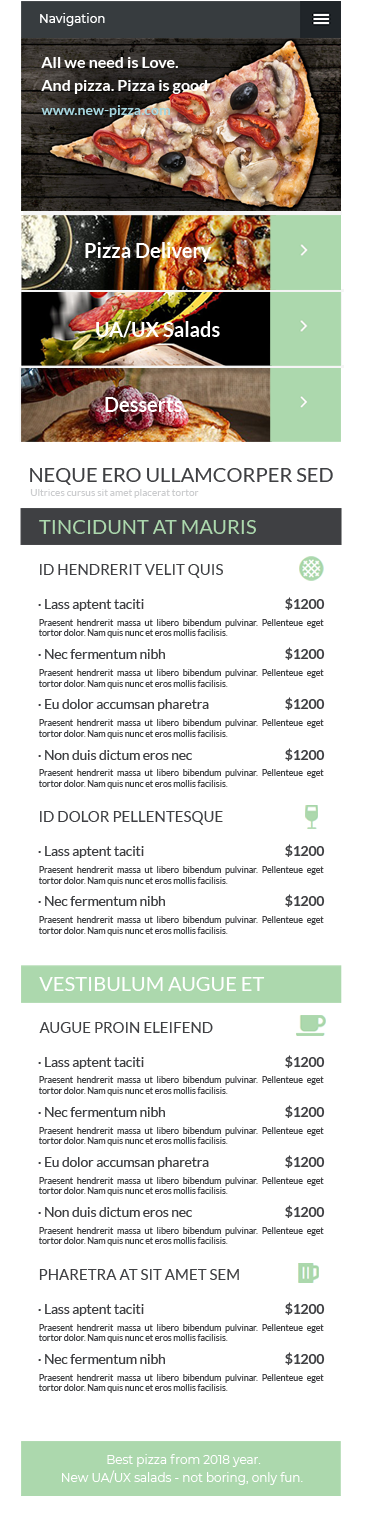 Navigation
All we need is Love.
And pizza. Pizza is good
www.new-pizza.com
Pizza Delivery
UA/UX Salads
Desserts
NEQUE ERO ULLAMCORPER SED
Ultrices cursus sit amet placerat tortor
TINCIDUNT AT MAURIS
ID HENDRERIT VELIT QUIS
· Lass aptent taciti $1200
Praesent hendrerit massa ut libero bibendum pulvinar. Pellenteue eget
tortor dolor. Nam quis nunc et eros mollis facilisis.
· Nec fermentum nibh $1200
Praesent hendrerit massa ut libero bibendum pulvinar. Pellenteue eget
tortor dolor. Nam quis nunc et eros mollis facilisis.
· Eu dolor accumsan pharetra $1200
Praesent hendrerit massa ut libero bibendum pulvinar. Pellenteue eget
tortor dolor. Nam quis nunc et eros mollis facilisis.
· Non duis dictum eros nec $1200
Praesent hendrerit massa ut libero bibendum pulvinar. Pellenteue eget
tortor dolor. Nam quis nunc et eros mollis facilisis.
ID DOLOR PELLENTESQUE
· Lass aptent taciti $1200
Praesent hendrerit massa ut libero bibendum pulvinar. Pellenteue eget
tortor dolor. Nam quis nunc et eros mollis facilisis.
· Nec fermentum nibh $1200
Praesent hendrerit massa ut libero bibendum pulvinar. Pellenteue eget
tortor dolor. Nam quis nunc et eros mollis facilisis.
VESTIBULUM AUGUE ET
AUGUE PROIN ELEIFEND
· Lass aptent taciti $1200
Praesent hendrerit massa ut libero bibendum pulvinar. Pellenteue eget
tortor dolor. Nam quis nunc et eros mollis facilisis.
· Nec fermentum nibh $1200
Praesent hendrerit massa ut libero bibendum pulvinar. Pellenteue eget
tortor dolor. Nam quis nunc et eros mollis facilisis.
· Eu dolor accumsan pharetra $1200
Praesent hendrerit massa ut libero bibendum pulvinar. Pellenteue eget
tortor dolor. Nam quis nunc et eros mollis facilisis.
· Non duis dictum eros nec $1200
Praesent hendrerit massa ut libero bibendum pulvinar. Pellenteue eget
tortor dolor. Nam quis nunc et eros mollis facilisis.
PHARETRA AT SIT AMET SEM
· Lass aptent taciti $1200
Praesent hendrerit massa ut libero bibendum pulvinar. Pellenteue eget
tortor dolor. Nam quis nunc et eros mollis facilisis.
· Nec fermentum nibh $1200
Praesent hendrerit massa ut libero bibendum pulvinar. Pellenteue eget
tortor dolor. Nam quis nunc et eros mollis facilisis.
Best pizza from 2018 year.
New UA/UX salads - not boring, only fun.